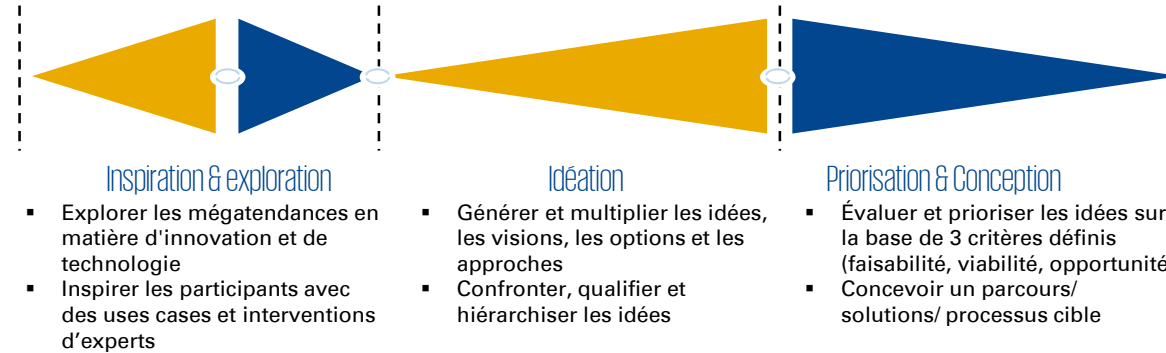 Inspiration & exploration
▪ Explorer les mégatendances en
matière d'innovation et de
technologie
▪ Inspirer les participants avec
des uses cases et interventions
d’experts
Idéation
▪ Générer et multiplier les idées,
les visions, les options et les
approches
▪ Confronter, qualifier et
hiérarchiser les idées
Priorisation & Conception
▪ Évaluer et prioriser les idées sur
la base de 3 critères définis
(faisabilité, viabilité, opportunité
▪ Concevoir un parcours/
solutions/ processus cible